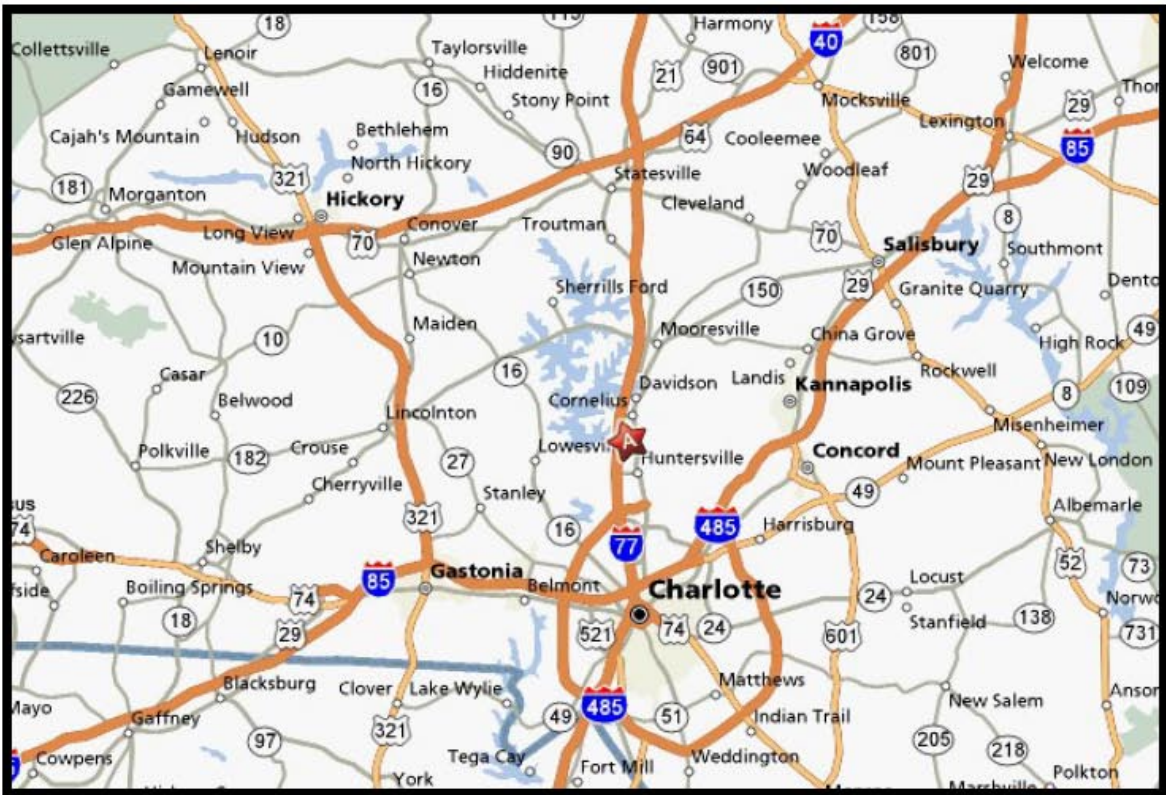 18
115
Harmony
158
Collettsville
Lenoir
Taylorsville
40
801
Hiddenite
21
901
Welcome
Gamewell
16
Stony Point
Mocksville
29
Cajah's Mountain
Hudson
Bethlehem
64
Cooleemee
Lexington
85
90
North Hickory
321
Statesville
Woodleaf
29
181
Morganton
Hickory
Cleveland
8
Glen Alpine
Long View
70
Conover
Troutman
70
Salisbury
Southmont
Mountain View
Newton
Sherrills Ford
150
29
Granite Quarry
Maiden
Mooresville
China Grove
49
10
High Rock
16
Casar
Davidson
Landis
Kannapolis
Rockwell
8
109
226
Belwood
Lincolnton
Cornelius
Misenheimer
Polkville
182
Crouse
27
A
Huntersville
Concord
Mount Pleasant
New London
Cherryville
Stanley
49
Albemarle
74
321
16
77
485
Harrisburg
Caroleen
Shelby
85
Gastonia
Belmont
52
73
Boiling Springs
74
Charlotte
24
Locust
18
29
521
74
24
601
Stanfield
138
731
Blacksburg
Clover
Lake Wylie
Matthews
New Salem
Gaffney
321
49
485
51
Indian Trail
97
205
218
Cowpens
Tega Cay
Fort Mill
Weddington
Polkton
York